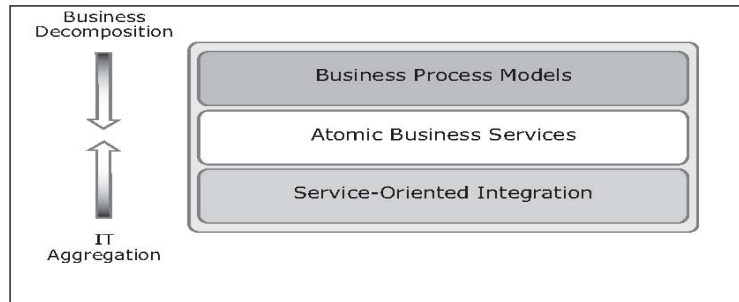 Business
Decomposition
Business Process Models
Atomic Business Services
Service-Oriented Integration
IT
Aggregation